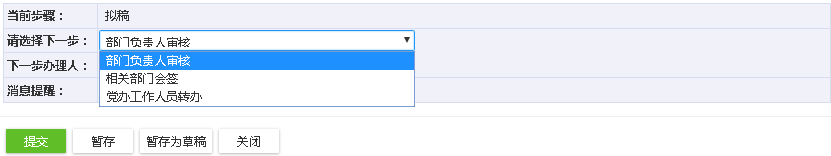 当前步骤： 拟稿
请选择下一步： 部门负责人审核
部门负责人审核
下一步办理人：
相关部门会签
消息提醒：
党办工作人员转办
提交 暂存 暂存为草稿 关闭